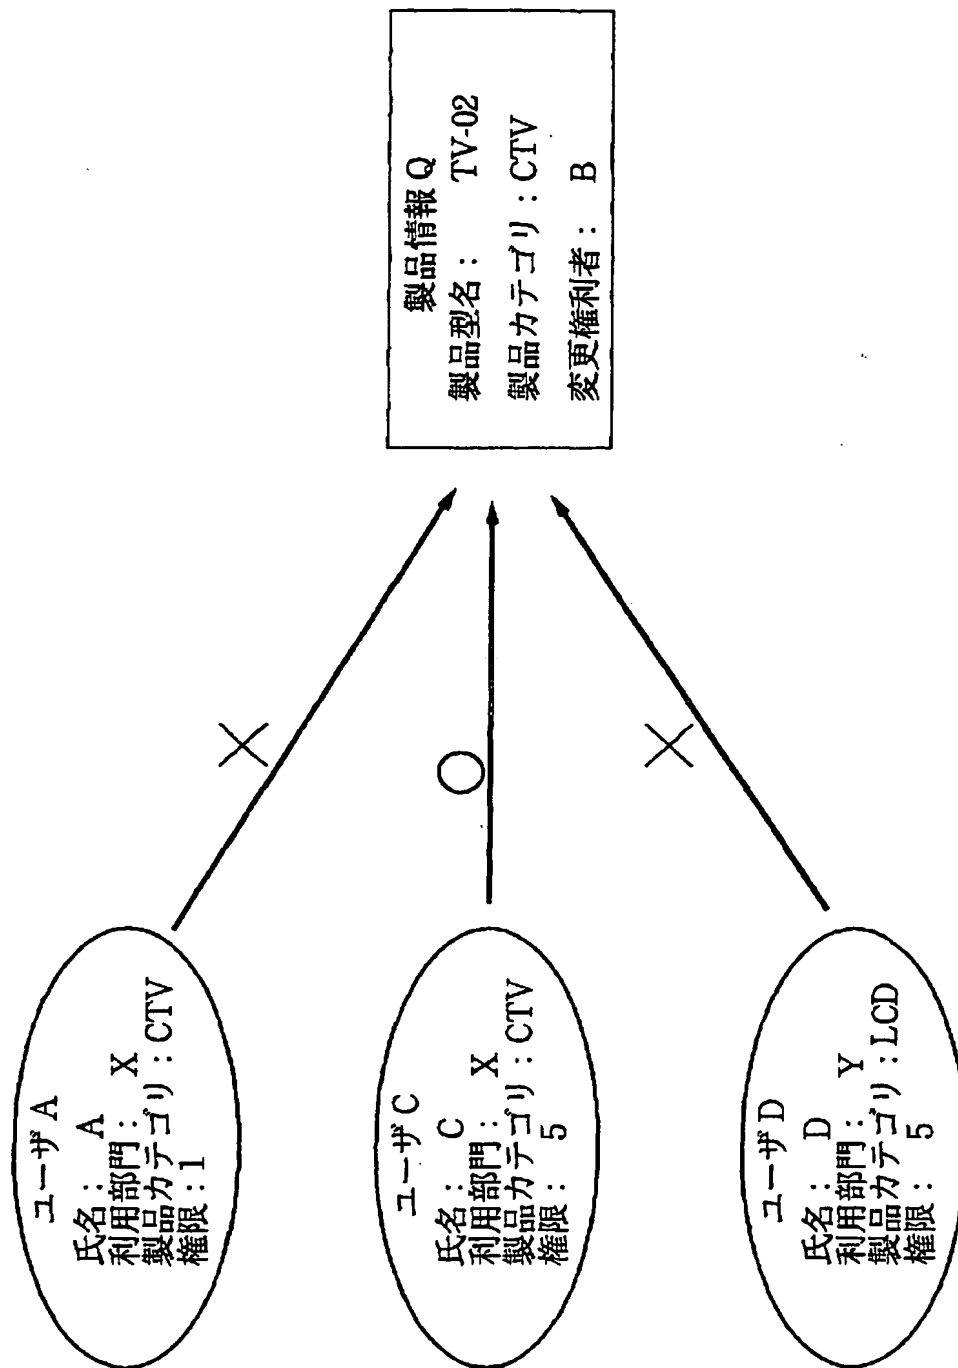 製品情報 Q
製品型名： TV-02
製品カテゴリ：CTV
変更権利者： B
ユーザ A
氏名： A
利用部門： X
製品カテゴリ：CTV
権限：1
ユーザ C
氏名： C
利用部門： X
製品カテゴリ：CTV
権限： 5
ユーザ D
氏名： D
利用部門： Y
製品カテゴリ：LCD
権限： 5